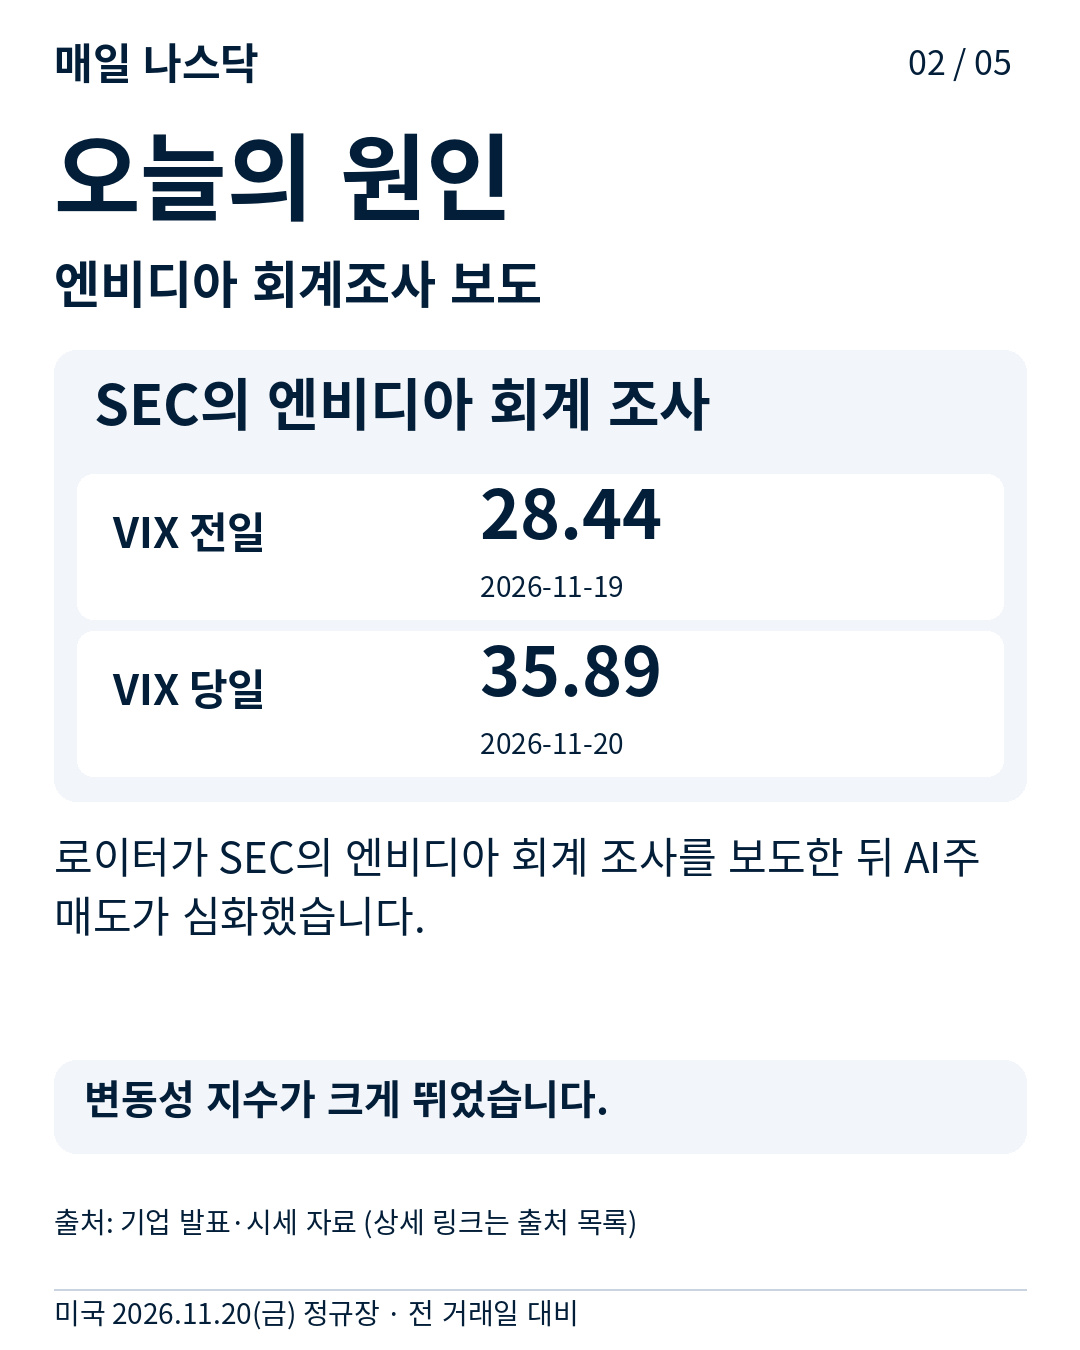 매일 나스닥
02 / 05
오늘의 원인
엔비디아 회계조사 보도
SEC의 엔비디아 회계 조사
VIX 전일
28.44
2026-11-19
VIX 당일
35.89
2026-11-20
로이터가 SEC의 엔비디아 회계 조사를 보도한 뒤 AI주
매도가 심화했습니다.
변동성 지수가 크게 뛰었습니다.
출처: 기업 발표·시세 자료 (상세 링크는 출처 목록)
미국 2026.11.20(금) 정규장 · 전 거래일 대비